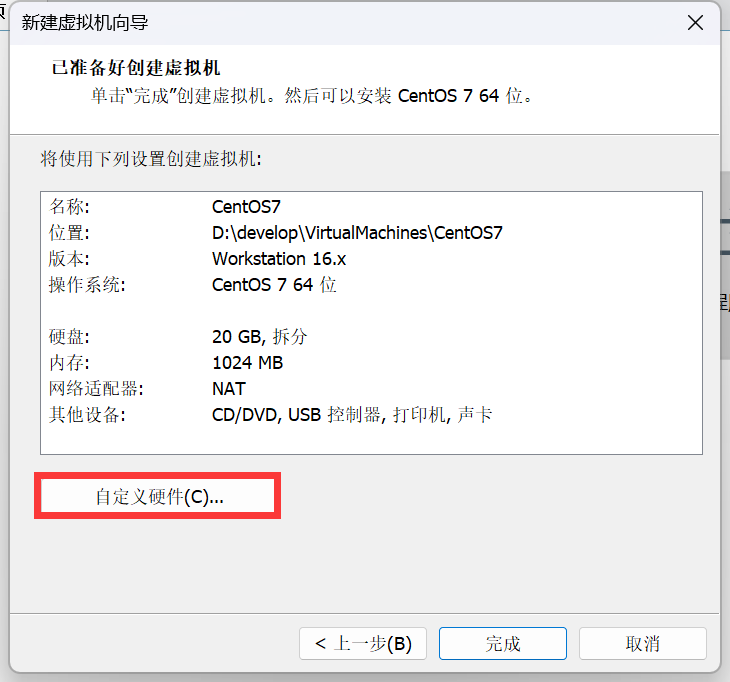 新建虚拟机向导
已准备好创建虚拟机
单击“完成”创建虚拟机。然后可以安装 CentOS 7 64 位。
将使用下列设置创建虚拟机:
名称: CentOS7
位置: D:\develop\VirtualMachines\CentOS7
版本: Workstation 16.x
操作系统: CentOS 7 64 位
硬盘: 20 GB, 拆分
内存: 1024 MB
网络适配器: NAT
其他设备: CD/DVD, USB 控制器, 打印机, 声卡
自定义硬件(C)...
< 上一步(B) 完成 取消